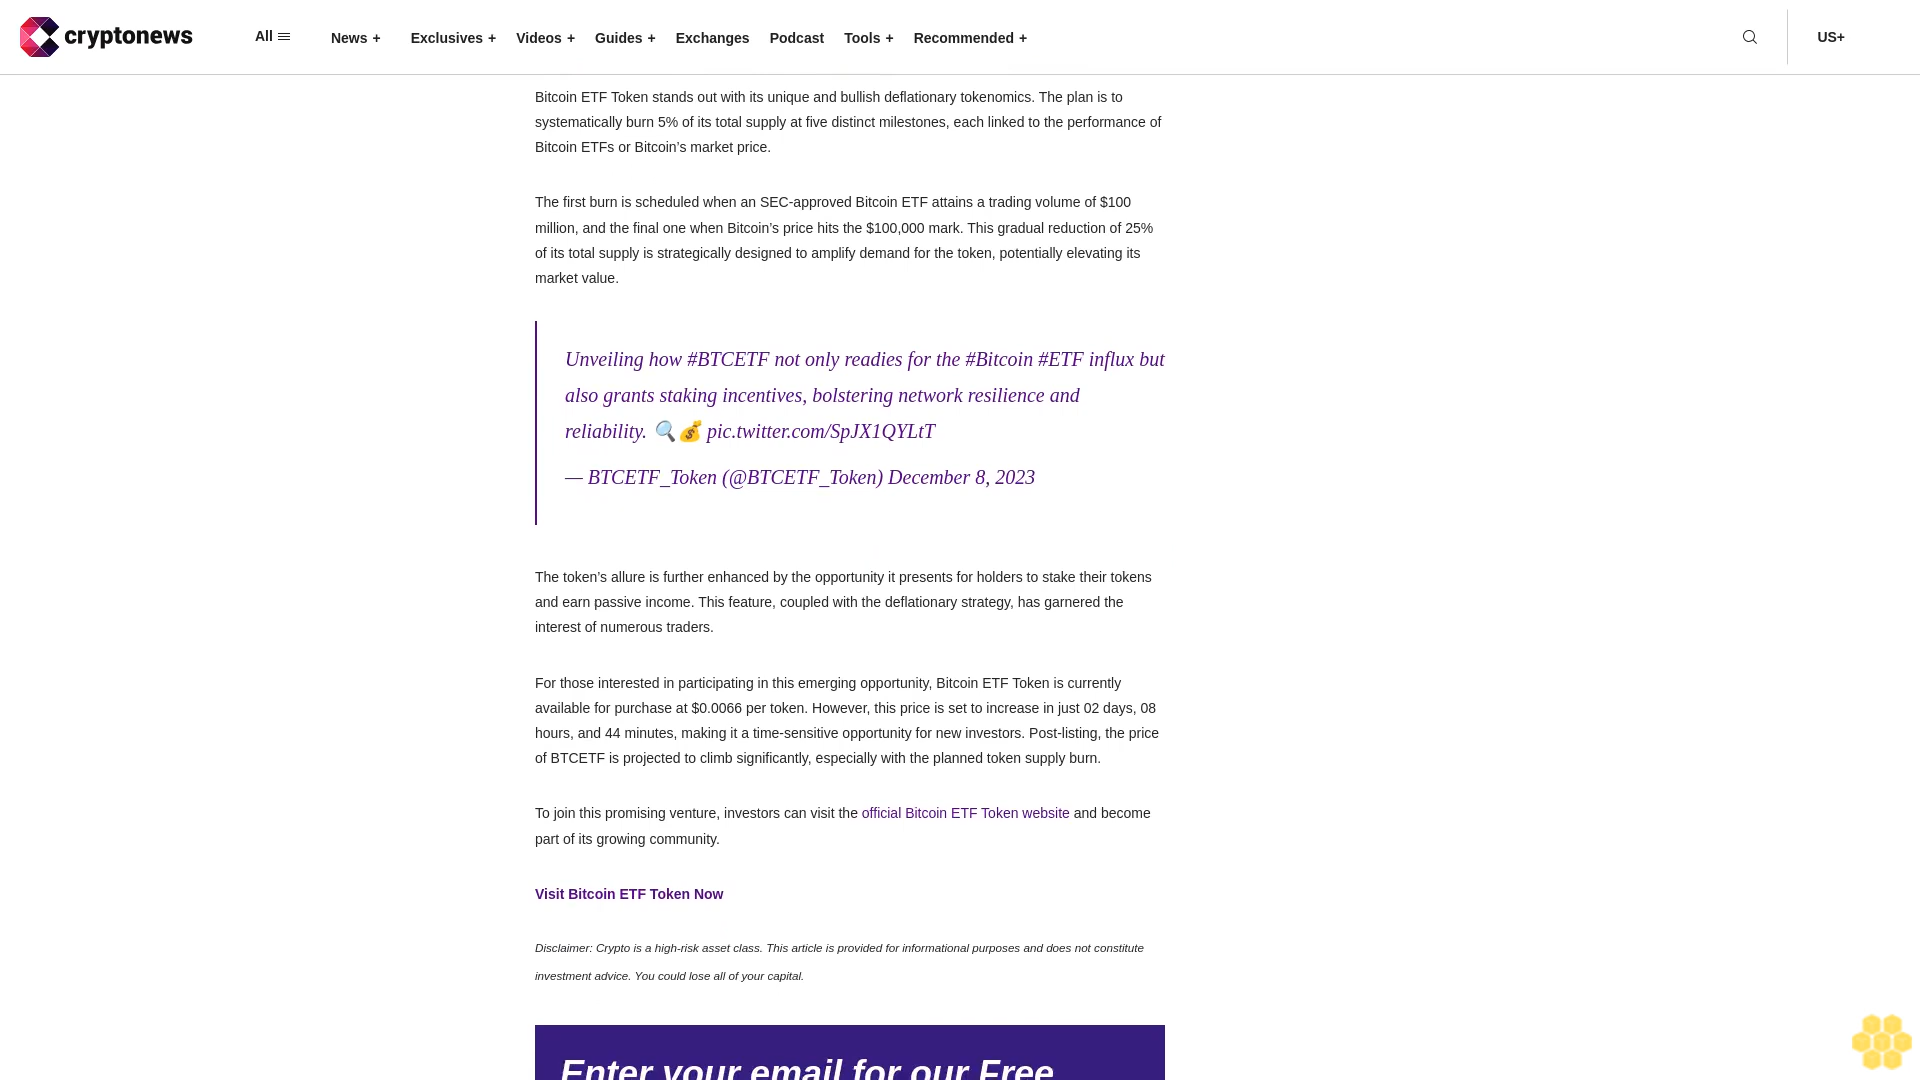 cryptonews
All
News +
Exclusives +
Videos +
Guides +
Exchanges
Podcast
Tools +
Recommended +
US+
Bitcoin ETF Token stands out with its unique and bullish deflationary tokenomics. The plan is to
systematically burn 5% of its total supply at five distinct milestones, each linked to the performance of
Bitcoin ETFs or Bitcoin’s market price.
The first burn is scheduled when an SEC-approved Bitcoin ETF attains a trading volume of $100
million, and the final one when Bitcoin’s price hits the $100,000 mark. This gradual reduction of 25%
of its total supply is strategically designed to amplify demand for the token, potentially elevating its
market value.
Unveiling how #BTCETF not only readies for the #Bitcoin #ETF influx but
also grants staking incentives, bolstering network resilience and
reliability. 🔍💰 pic.twitter.com/SpJX1QYLtT
— BTCETF_Token (@BTCETF_Token) December 8, 2023
The token’s allure is further enhanced by the opportunity it presents for holders to stake their tokens
and earn passive income. This feature, coupled with the deflationary strategy, has garnered the
interest of numerous traders.
For those interested in participating in this emerging opportunity, Bitcoin ETF Token is currently
available for purchase at $0.0066 per token. However, this price is set to increase in just 02 days, 08
hours, and 44 minutes, making it a time-sensitive opportunity for new investors. Post-listing, the price
of BTCETF is projected to climb significantly, especially with the planned token supply burn.
To join this promising venture, investors can visit the official Bitcoin ETF Token website and become
part of its growing community.
Visit Bitcoin ETF Token Now
Disclaimer: Crypto is a high-risk asset class. This article is provided for informational purposes and does not constitute
investment advice. You could lose all of your capital.
Enter your email for our Free